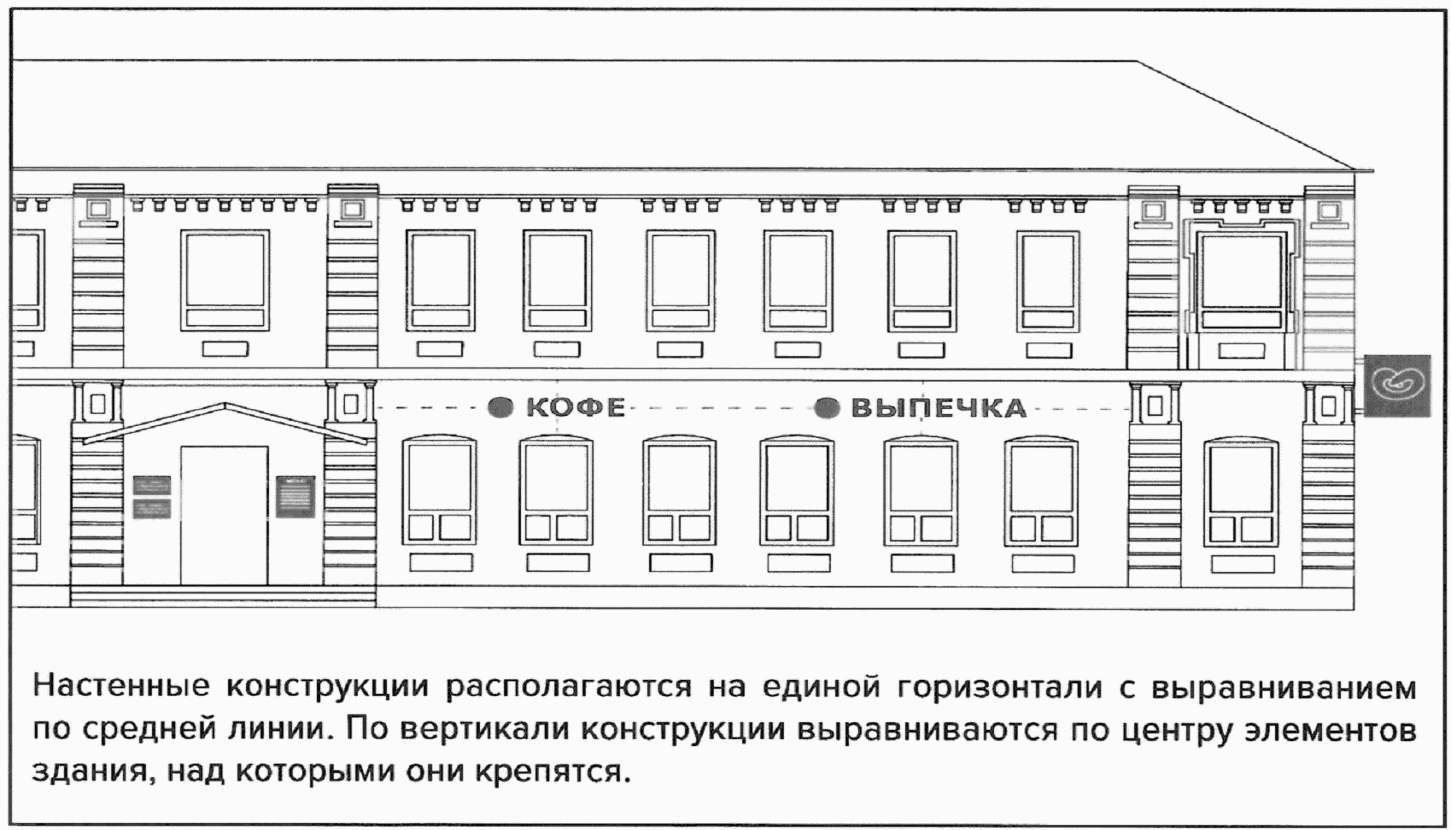 КОФЕ ВЫПЕЧКА
Настенные конструкции располагаются на единой горизонтали с выравниванием
по средней линии. По вертикали конструкции выравниваются по центру элементов
здания, над которыми они крепятся.